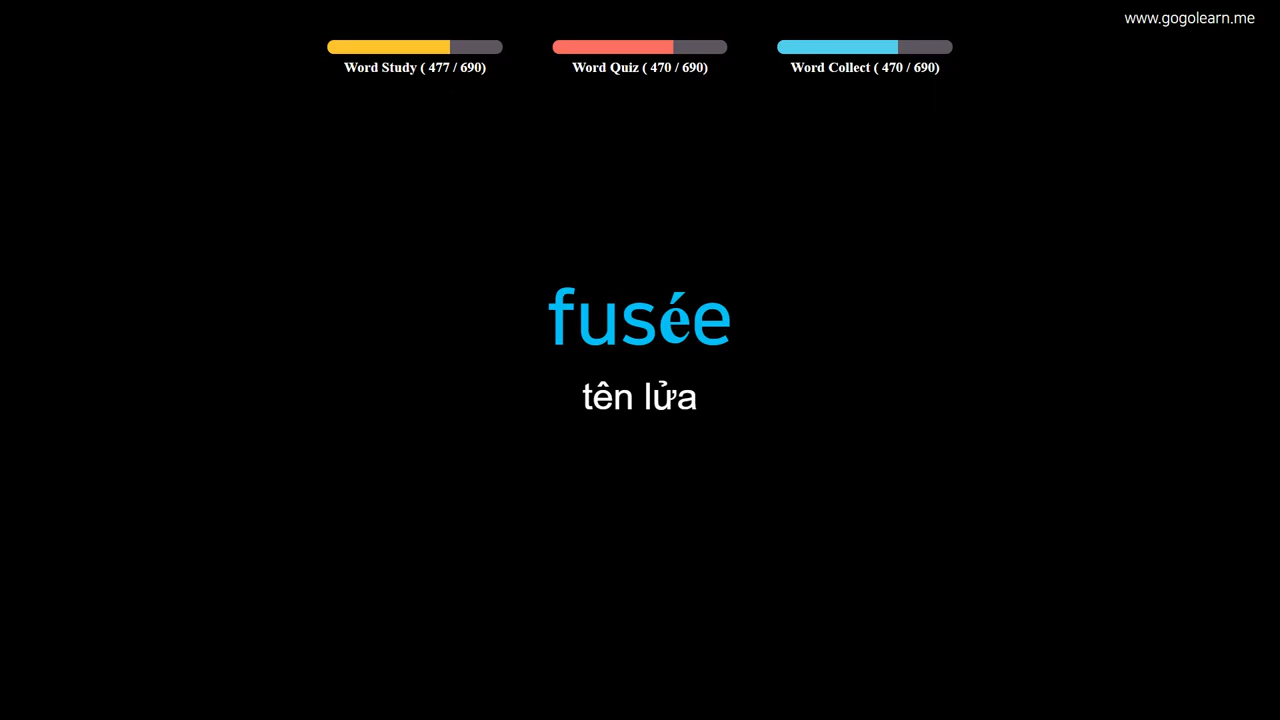 www.gogolearn.me
Word Study ( 477 / 690)
Word Quiz ( 470 / 690)
Word Collect ( 470 / 690)
fusée
tên lửa